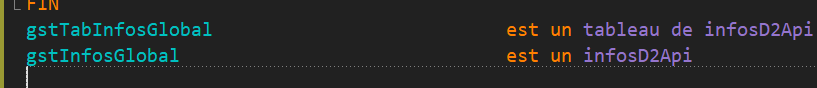 FIN
gstTabInfosGlobal est un tableau de infosD2Api
gstInfosGlobal est un infosD2Api